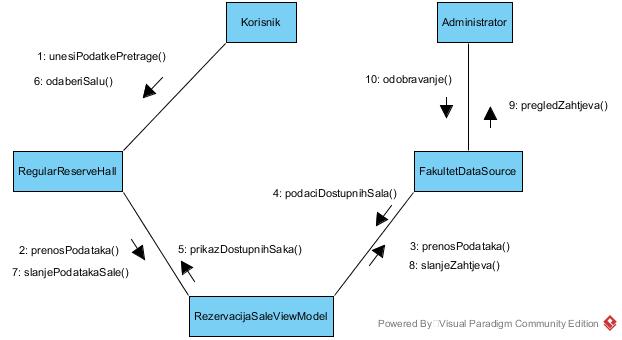 Korisnik
Administrator
1: unesiPodatkePretrage()
6: odaberiSalu()
10: odobravanje()
9: pregledZahtjeva()
RegularReserveHall
FakultetDataSource
4: podaciDostupnihSala()
2: prenosPodataka()
7: slanjePodatakaSale()
5: prikazDostupnihSaka()
3: prenosPodataka()
8: slanjeZahtjeva()
RezervacijaSaleViewModel
Powered By Visual Paradigm Community Edition